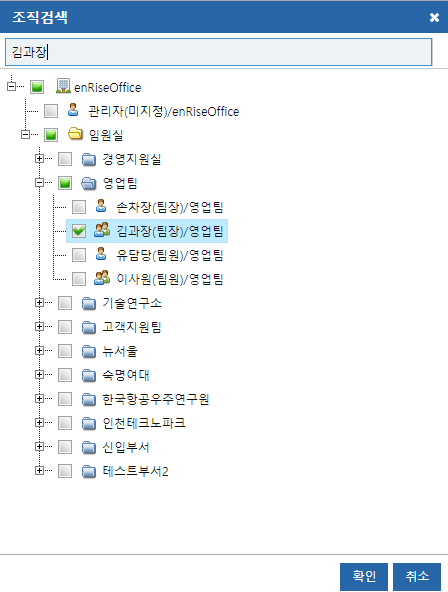 조직검색
김과장
enRiseOffice
관리자(미지정)/enRiseOffice
임원실
경영지원실
영업팀
손차장(팀장)/영업팀
김과장(팀장)/영업팀
유담당(팀원)/영업팀
이사원(팀원)/영업팀
기술연구소
고객지원팀
뉴서울
숙명여대
한국항공우주연구원
인천테크노파크
신입부서
테스트부서2
확인 취소